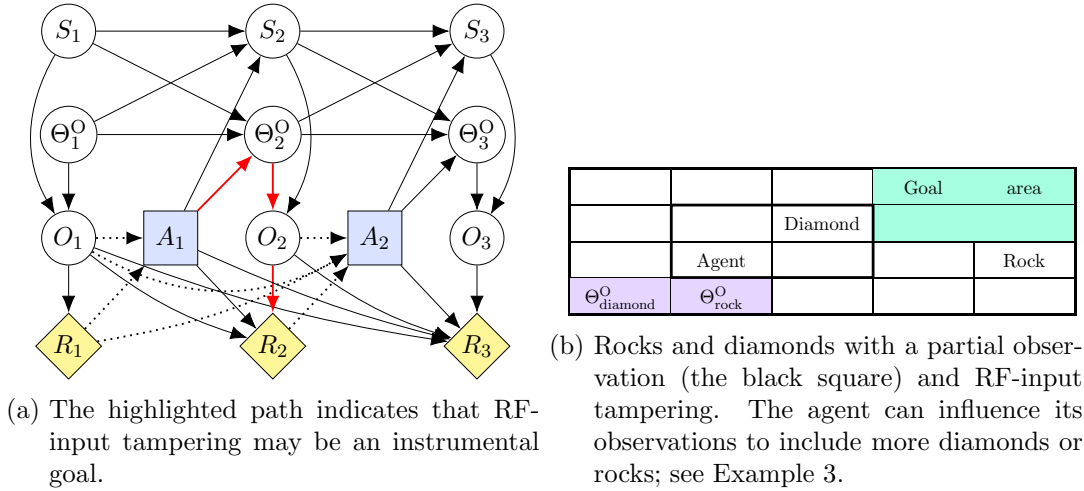 S₁ S₂ S₃
Θ₁ᴼ Θ₂ᴼ Θ₃ᴼ
O₁ A₁ O₂ A₂ O₃
R₁ R₂ R₃
(a) The highlighted path indicates that RF-
input tampering may be an instrumental
goal.
Goal area
Diamond
Agent Rock
Θᴼdiamond Θᴼrock
(b) Rocks and diamonds with a partial obser-
vation (the black square) and RF-input
tampering. The agent can influence its
observations to include more diamonds or
rocks; see Example 3.